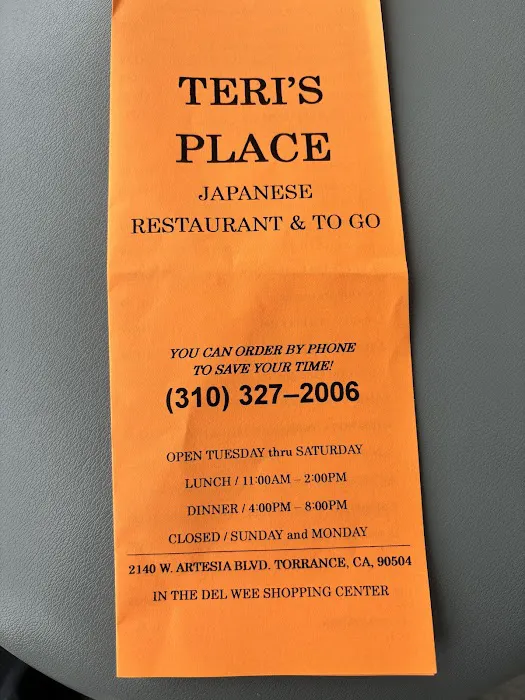 TERI'S
PLACE
JAPANESE
RESTAURANT & TO GO
YOU CAN ORDER BY PHONE
TO SAVE YOUR TIME!
(310) 327–2006
OPEN TUESDAY thru SATURDAY
LUNCH / 11:00AM – 2:00PM
DINNER / 4:00PM – 8:00PM
CLOSED / SUNDAY and MONDAY
2140 W. ARTESIA BLVD. TORRANCE, CA, 90504
IN THE DEL WEE SHOPPING CENTER